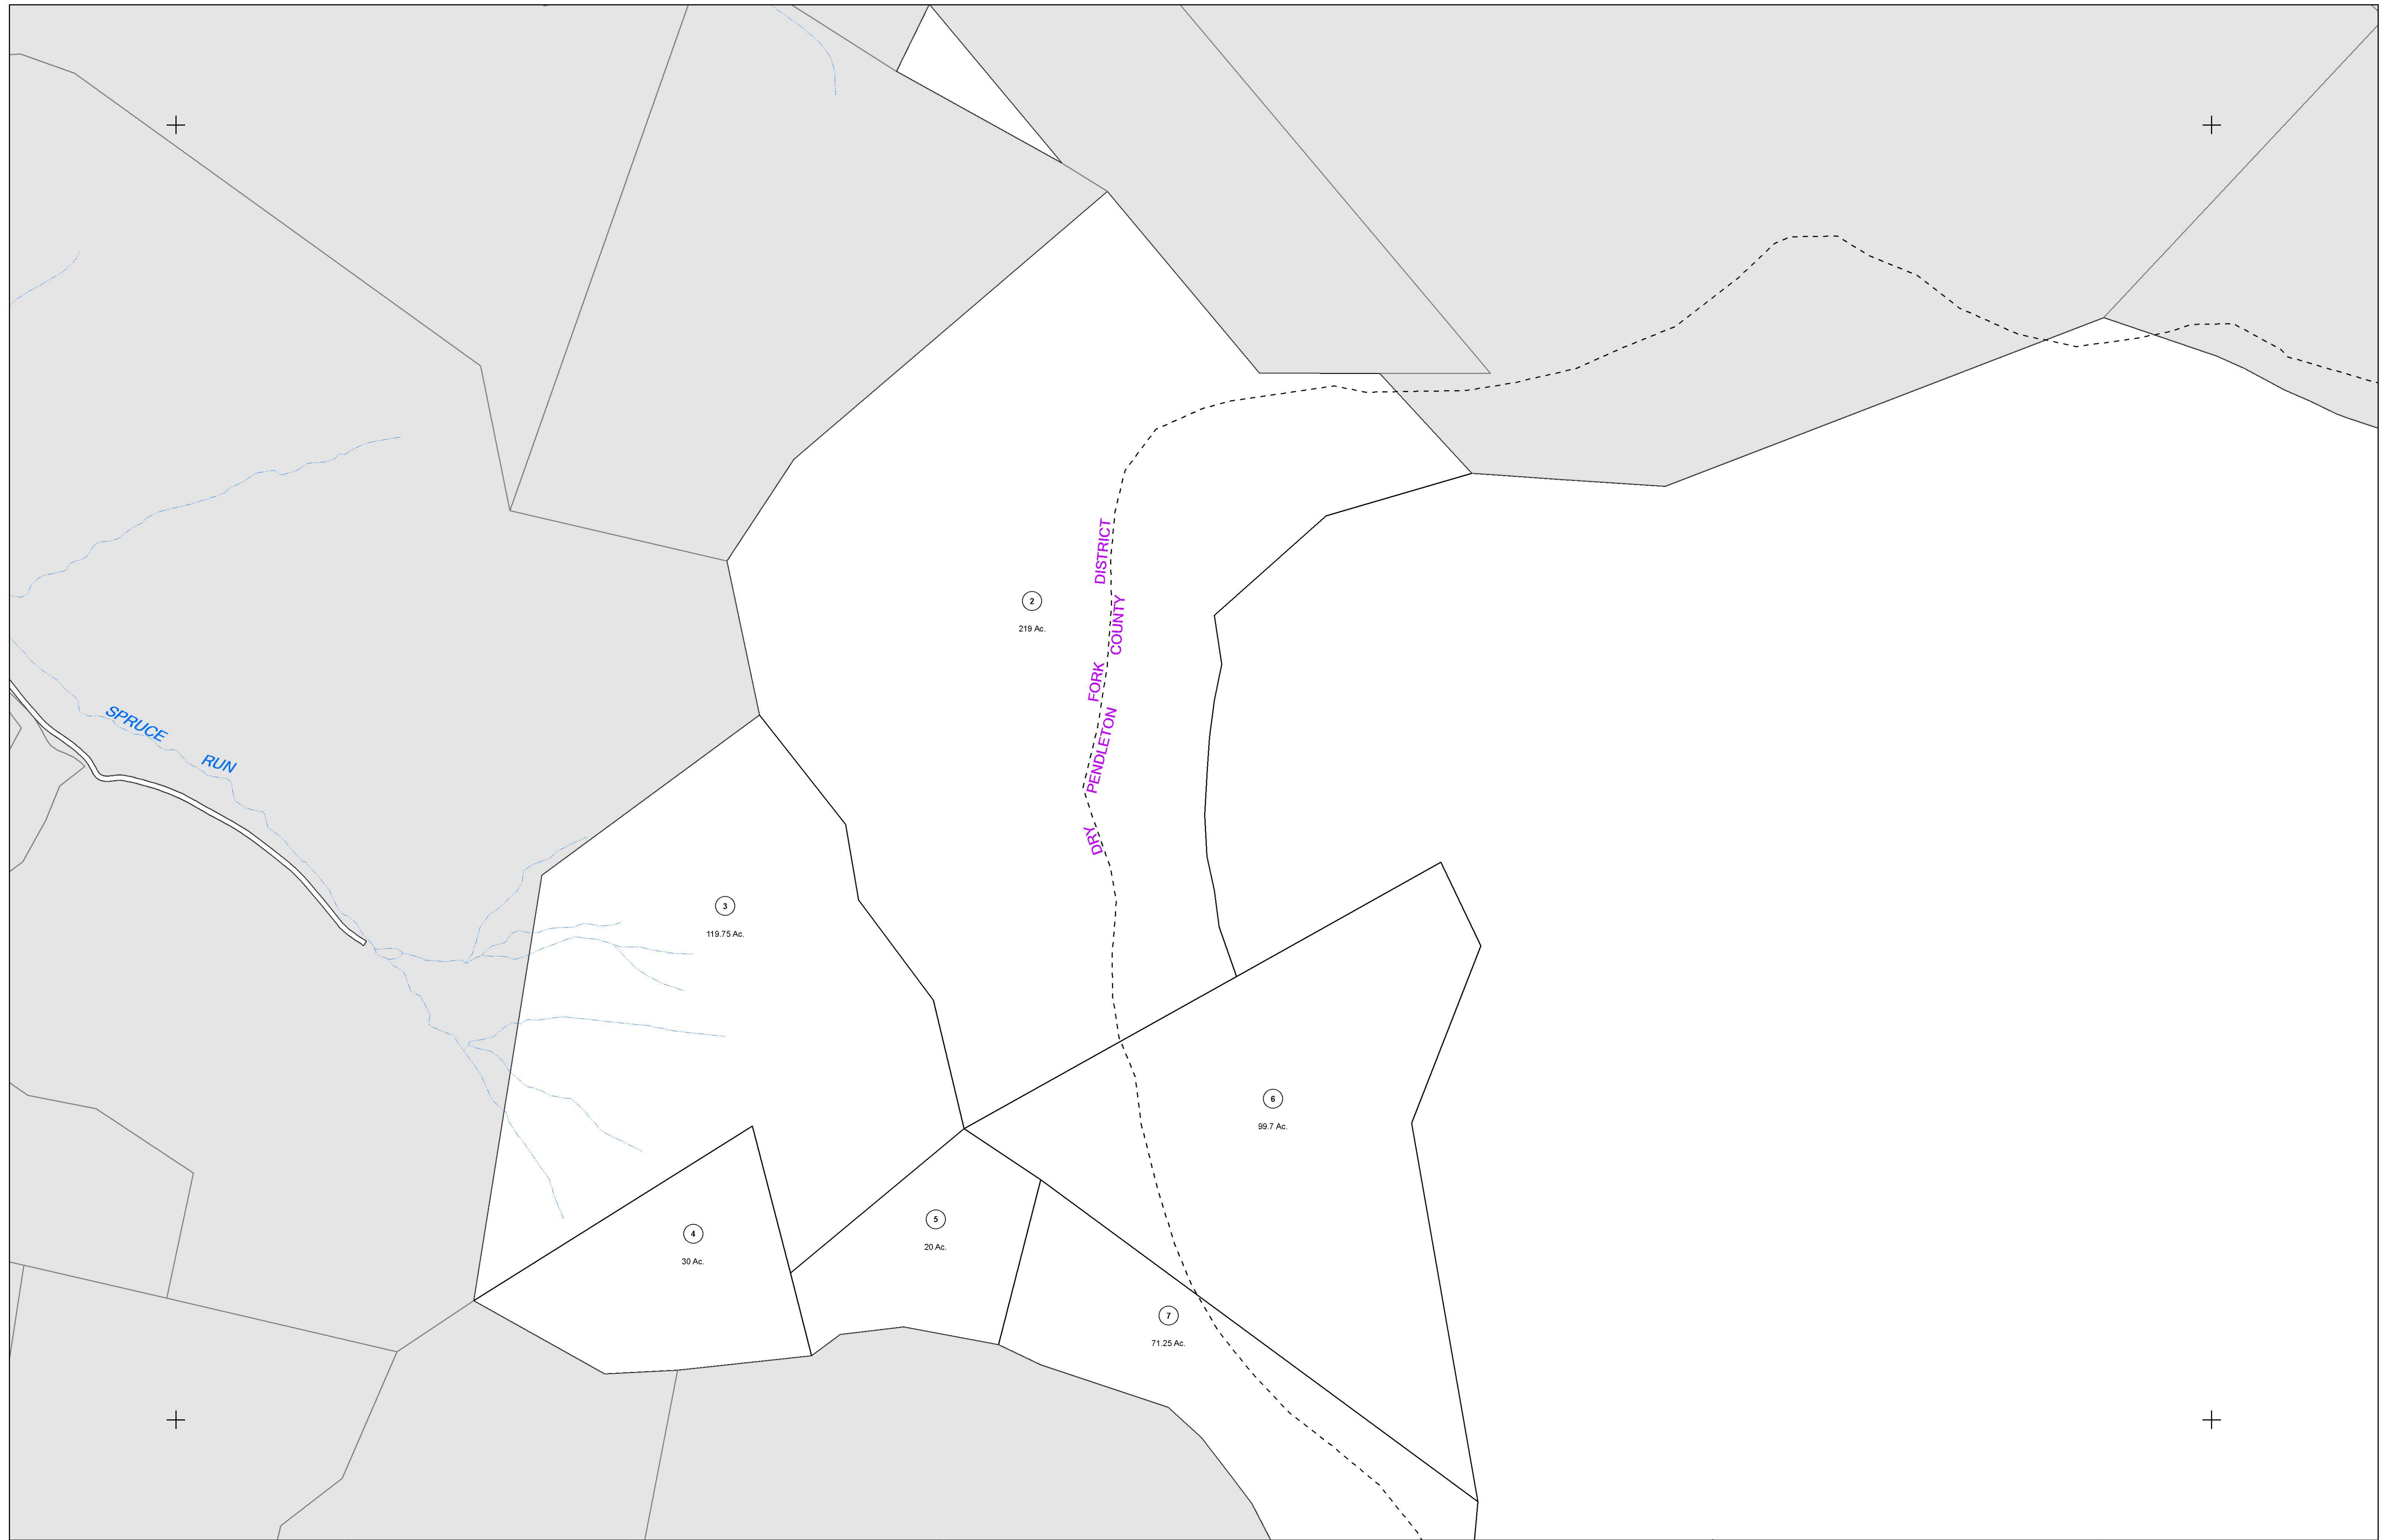 DRY FORK DISTRICT
PENDLETON COUNTY
2
219 Ac.
SPRUCE RUN
3
119.75 Ac.
6
99.7 Ac.
5
20 Ac.
4
30 Ac.
7
71.25 Ac.